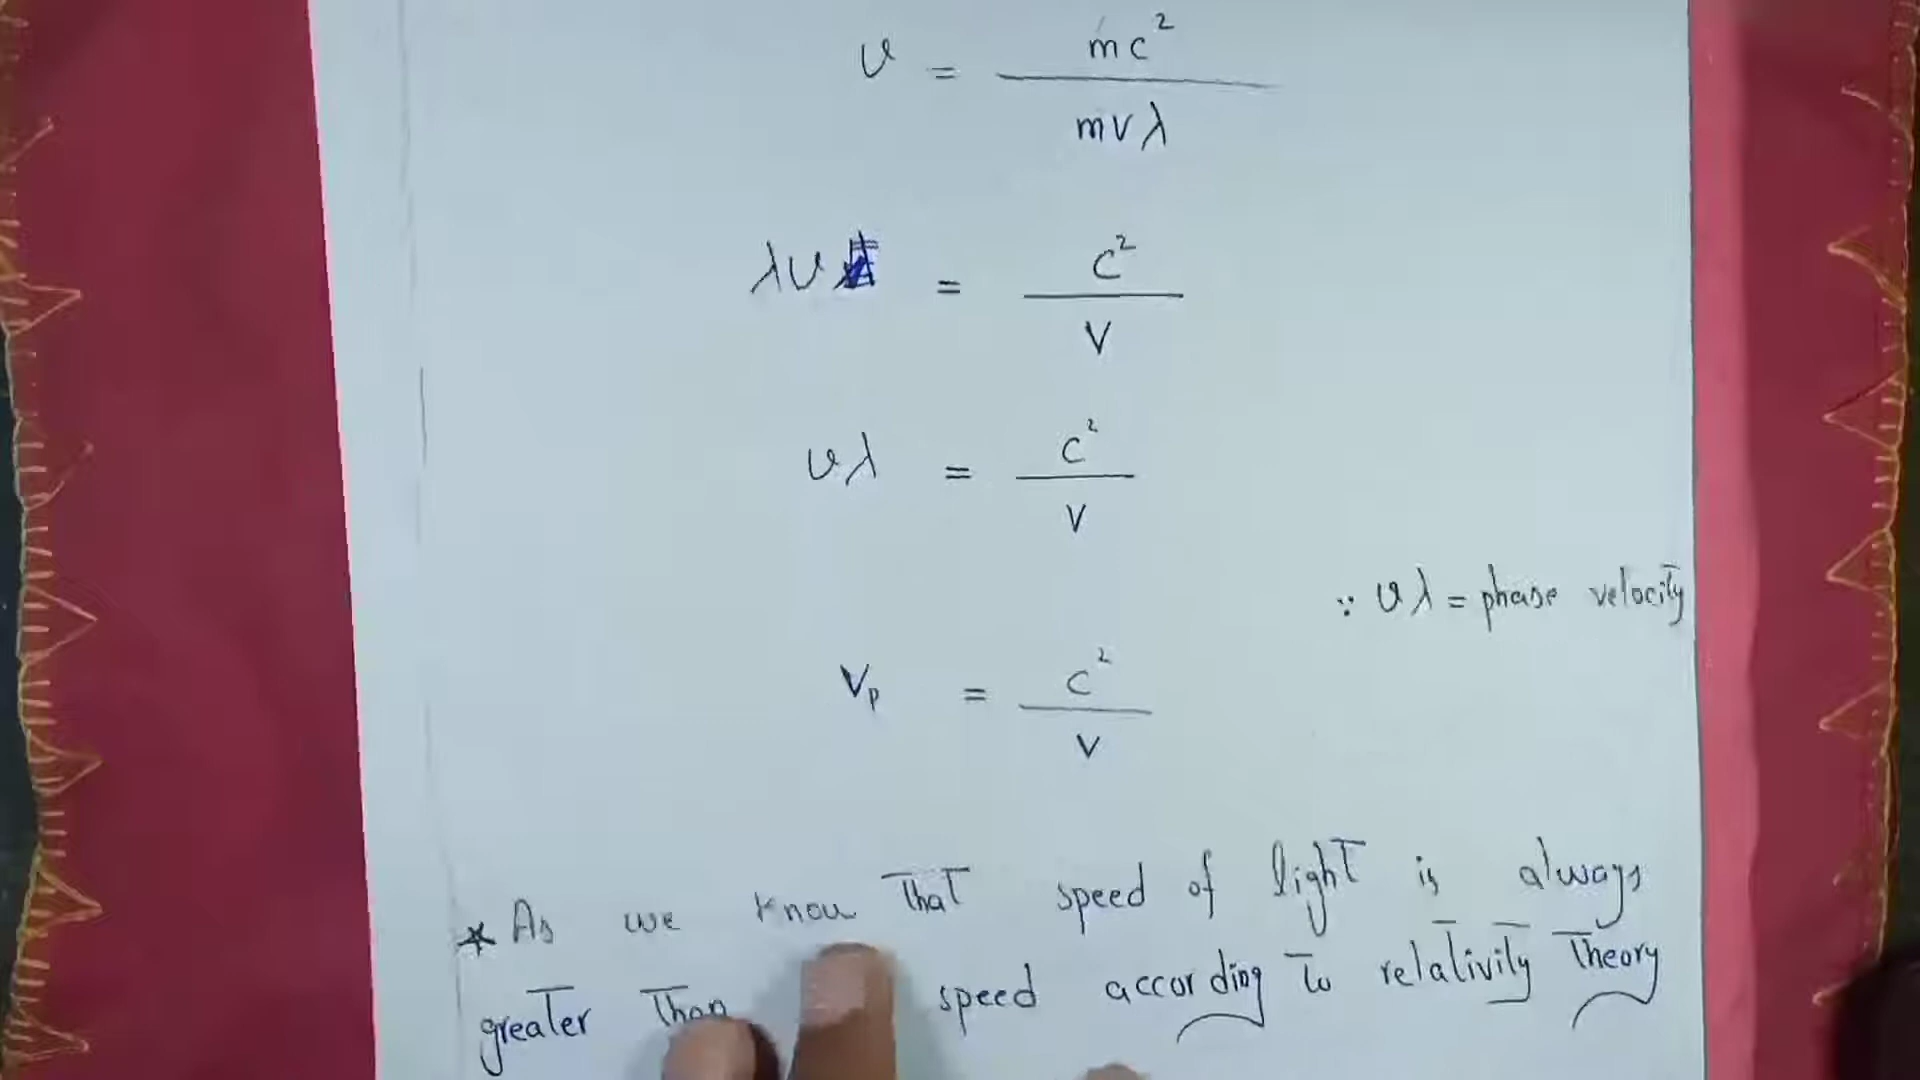 υ = mc² / mvλ
λυ = c² / v
υλ = c² / v
∵ υλ = phase velocity
Vp = c² / v
* As we know That speed of light is always
greater Than speed according To relativity Theory